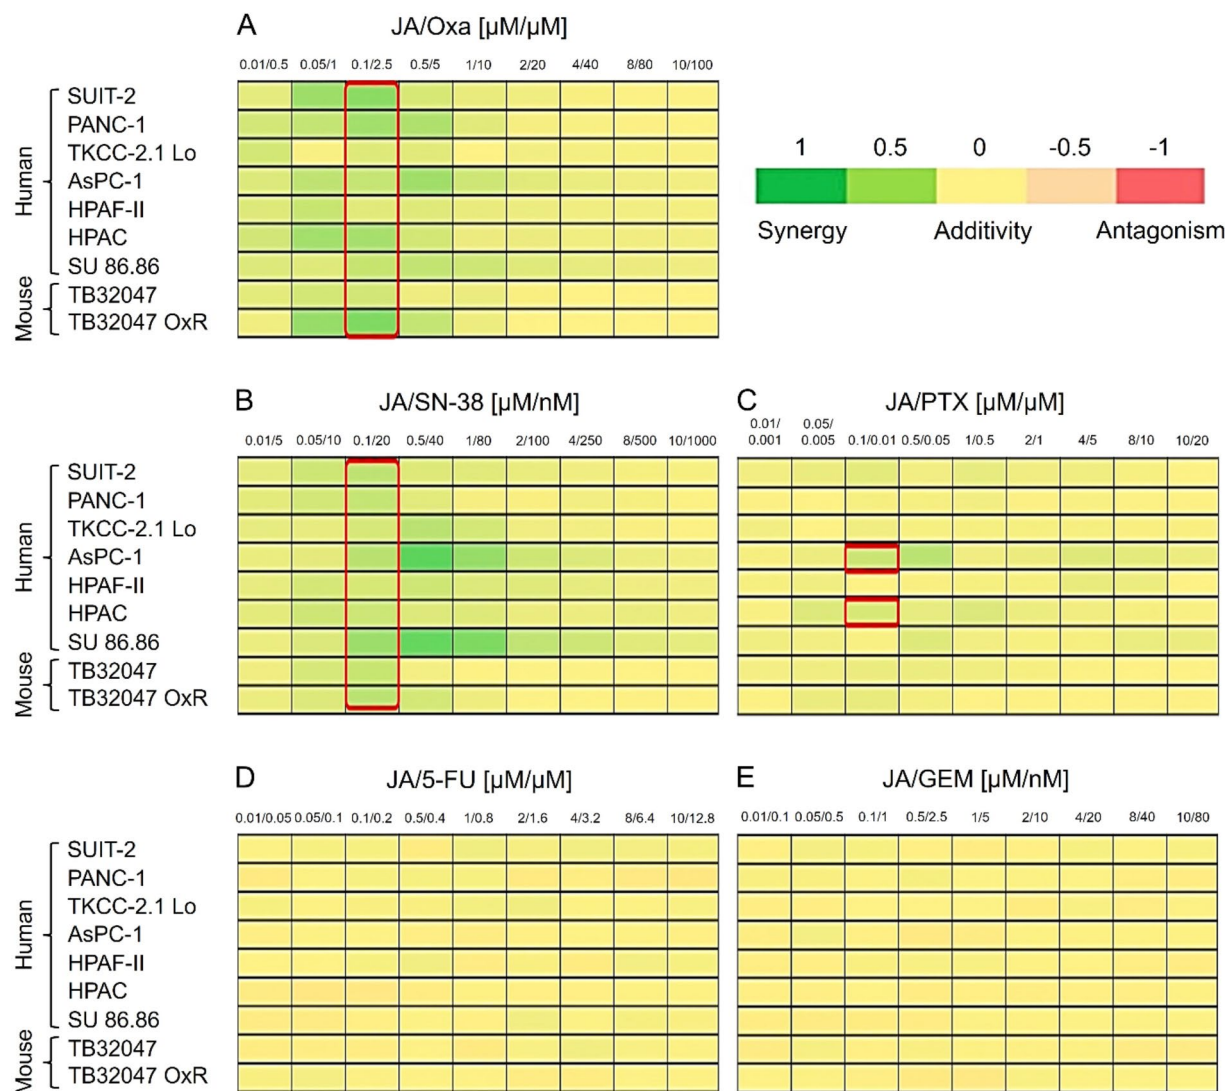 A
JA/Oxa [µM/µM]
0.01/0.5 0.05/1 0.1/2.5 0.5/5 1/10 2/20 4/40 8/80 10/100
Human
SUIT-2
PANC-1
TKCC-2.1 Lo
AsPC-1
HPAF-II
HPAC
SU 86.86
Mouse
TB32047
TB32047 OxR
1 0.5 0 -0.5 -1
Synergy Additivity Antagonism
B
JA/SN-38 [µM/nM]
0.01/5 0.05/10 0.1/20 0.5/40 1/80 2/100 4/250 8/500 10/1000
Human
SUIT-2
PANC-1
TKCC-2.1 Lo
AsPC-1
HPAF-II
HPAC
SU 86.86
Mouse
TB32047
TB32047 OxR
C
JA/PTX [µM/µM]
0.01/ 0.05/
0.001 0.005 0.1/0.01 0.5/0.05 1/0.5 2/1 4/5 8/10 10/20
D
JA/5-FU [µM/µM]
0.01/0.05 0.05/0.1 0.1/0.2 0.5/0.4 1/0.8 2/1.6 4/3.2 8/6.4 10/12.8
Human
SUIT-2
PANC-1
TKCC-2.1 Lo
AsPC-1
HPAF-II
HPAC
SU 86.86
Mouse
TB32047
TB32047 OxR
E
JA/GEM [µM/nM]
0.01/0.1 0.05/0.5 0.1/1 0.5/2.5 1/5 2/10 4/20 8/40 10/80